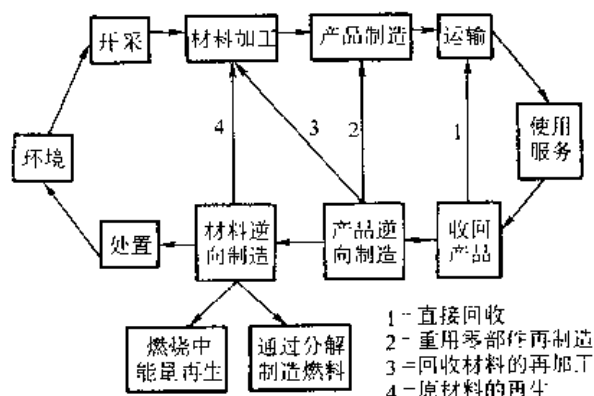 开采
材料加工
产品制造
运输
4
3
2
1
使用
服务
环境
处置
材料逆
向制造
产品逆
向制造
收回
产品
燃烧中
能量再生
通过分解
制造燃料
1 = 直接回收
2 = 重用零部件再制造
3 = 回收材料的再加工
4 = 原材料的再生